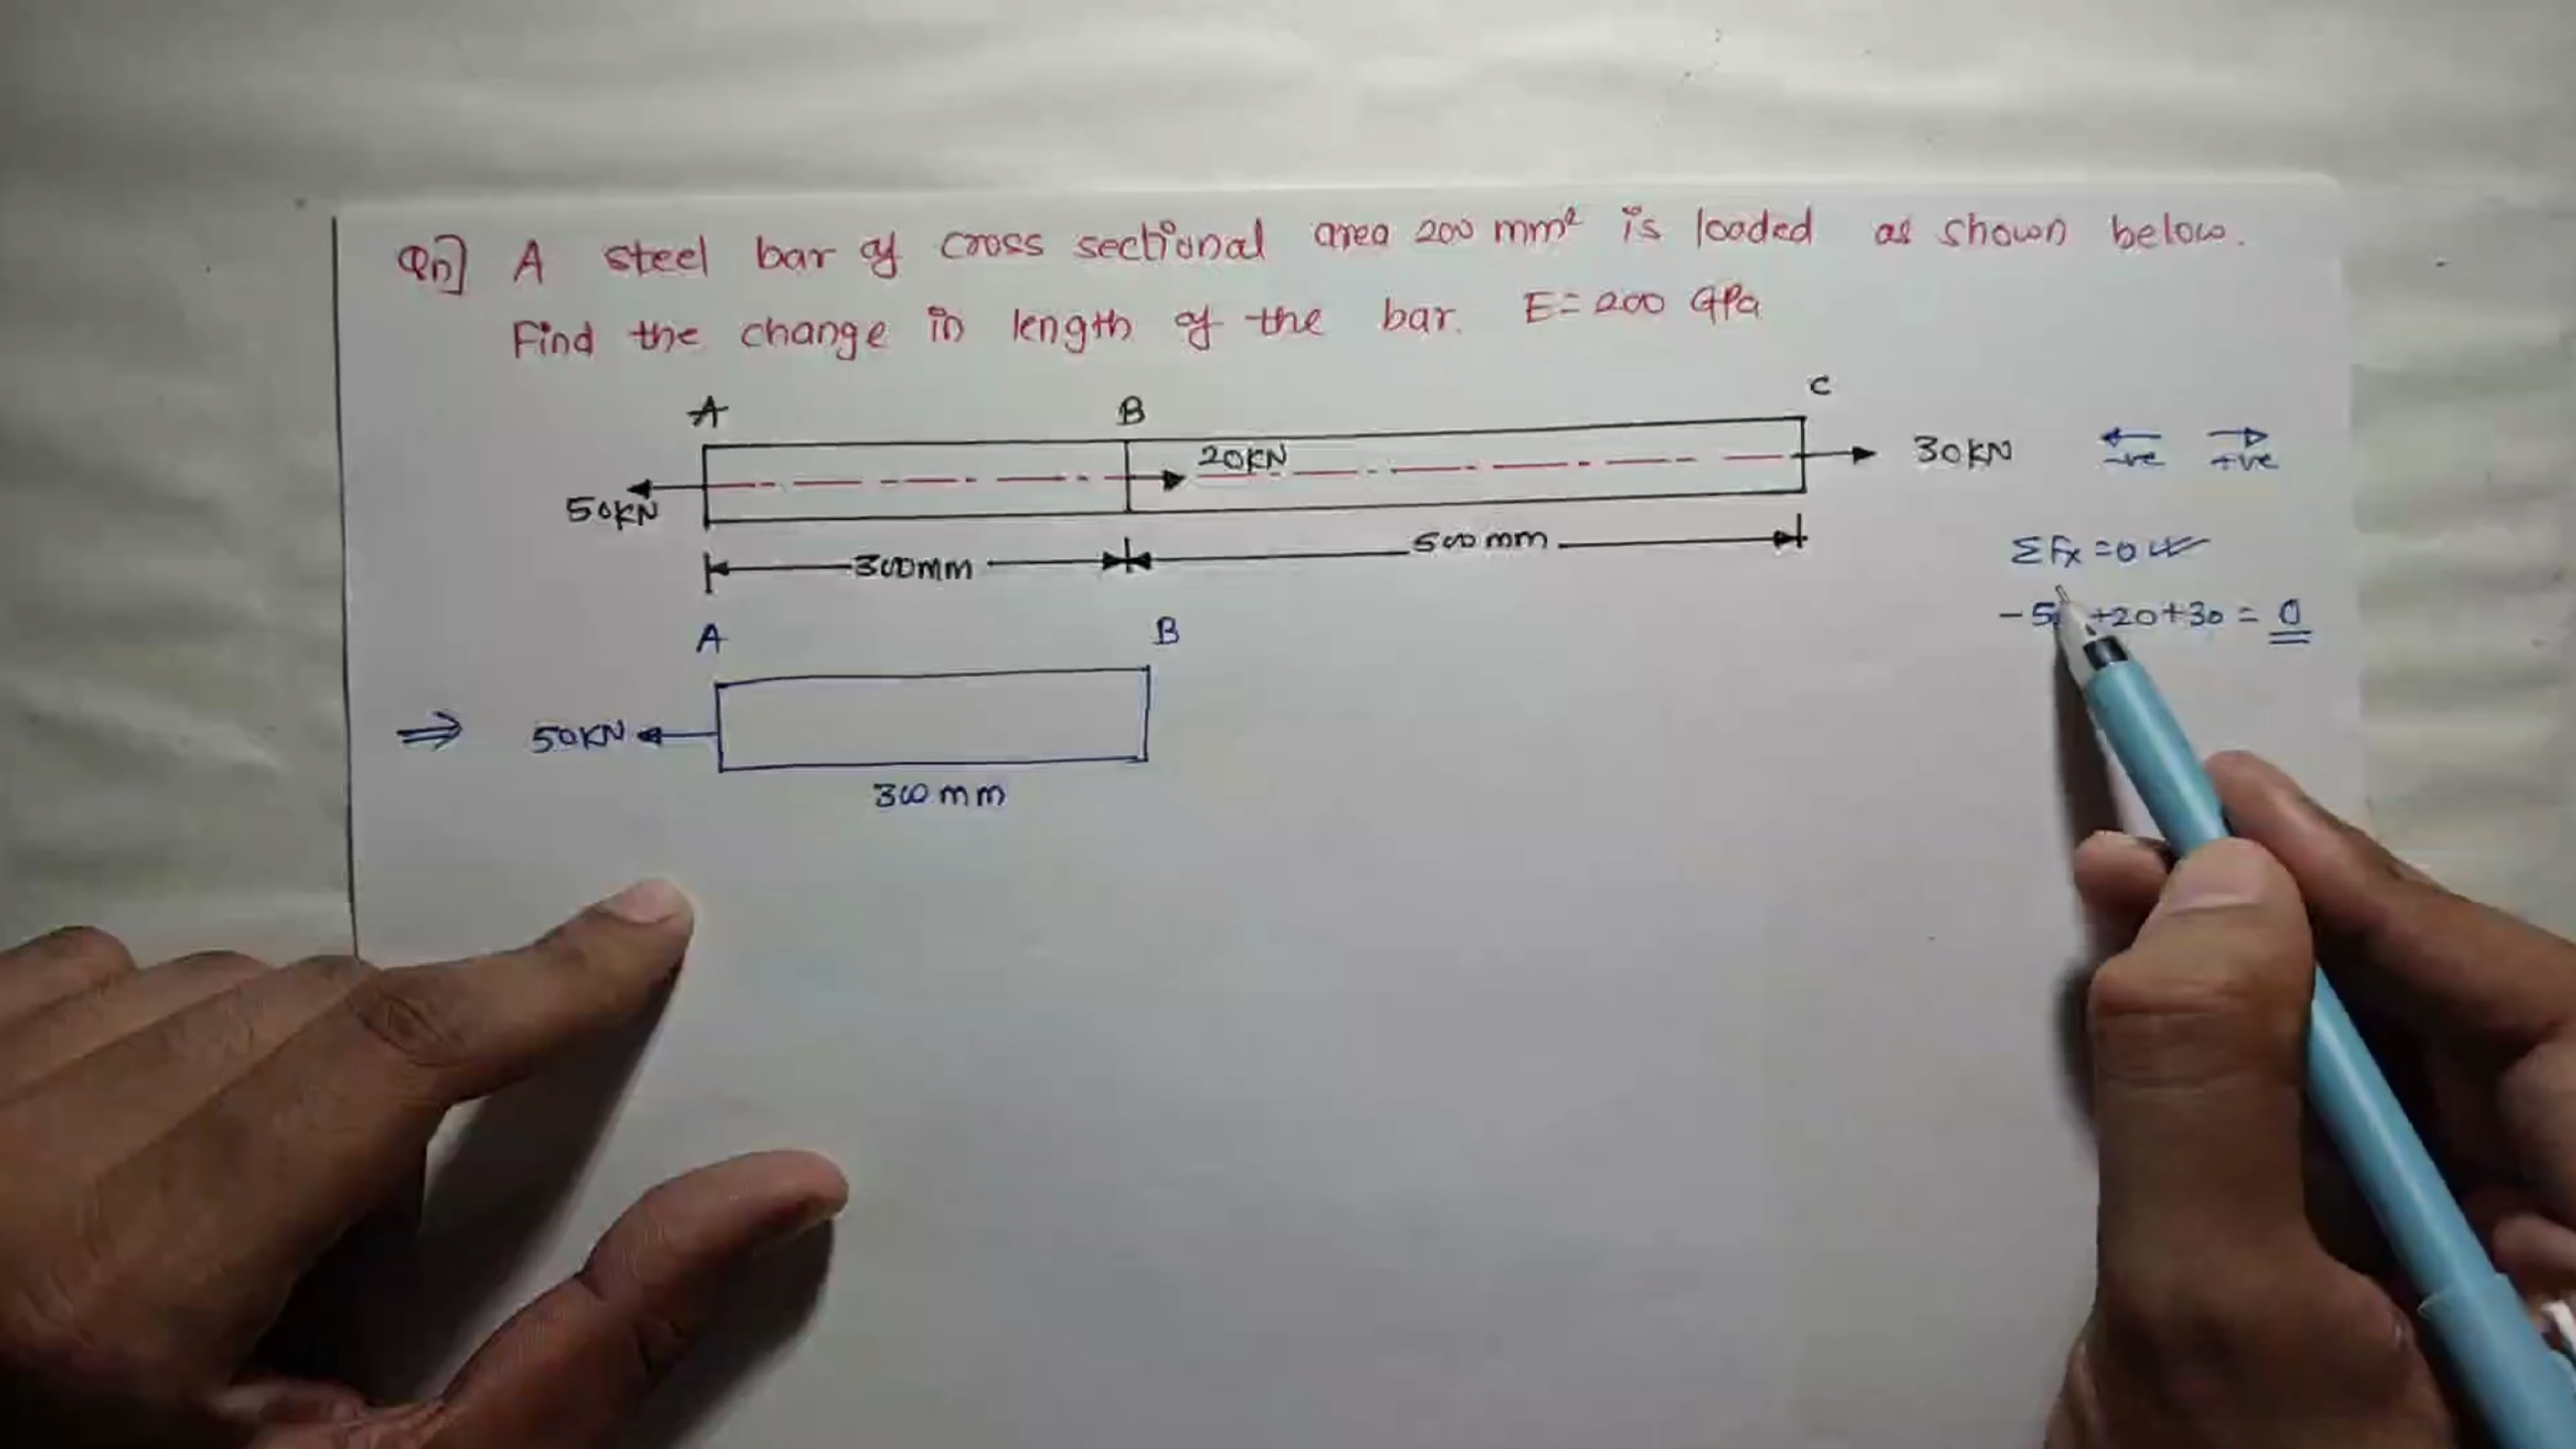 Qn] A steel bar of cross sectional area 200 mm² is loaded as shown below.
Find the change in length of the bar. E = 200 GPa
A B C
50KN 20KN 30KN -ve +ve
300mm 500mm ΣFx = 0
A B
+20+30 = 0
⇒ 50KN
300 mm